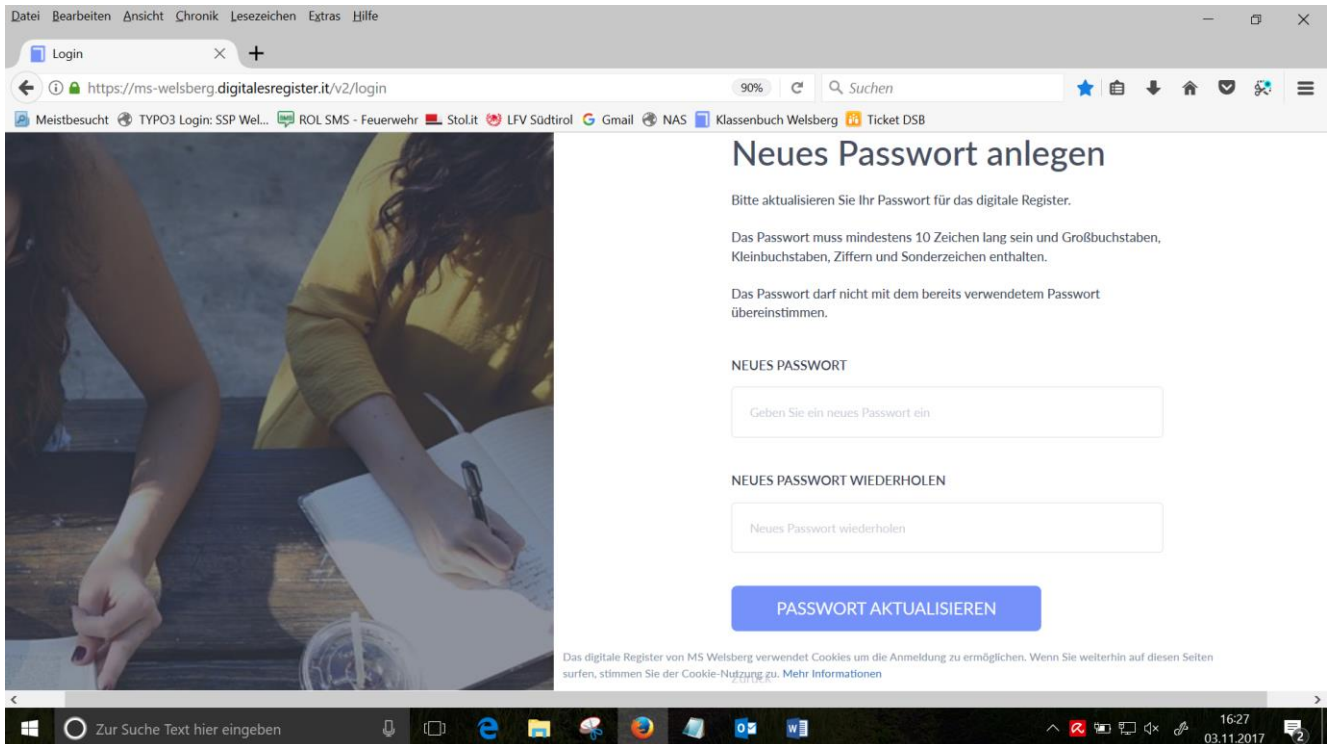 Datei Bearbeiten Ansicht Chronik Lesezeichen Extras Hilfe
Login
https://ms-welsberg.digitalesregister.it/v2/login
90%
Suchen
Meistbesucht TYPO3 Login: SSP Wel... ROL SMS - Feuerwehr Stol.it LFV Südtirol Gmail NAS Klassenbuch Welsberg Ticket DSB
Neues Passwort anlegen
Bitte aktualisieren Sie Ihr Passwort für das digitale Register.
Das Passwort muss mindestens 10 Zeichen lang sein und Großbuchstaben,
Kleinbuchstaben, Ziffern und Sonderzeichen enthalten.
Das Passwort darf nicht mit dem bereits verwendetem Passwort
übereinstimmen.
NEUES PASSWORT
Geben Sie ein neues Passwort ein
NEUES PASSWORT WIEDERHOLEN
Neues Passwort wiederholen
PASSWORT AKTUALISIEREN
Das digitale Register von MS Welsberg verwendet Cookies um die Anmeldung zu ermöglichen. Wenn Sie weiterhin auf diesen Seiten
surfen, stimmen Sie der Cookie-Nutzung zu. Mehr Informationen
Zurück
Zur Suche Text hier eingeben
16:27
03.11.2017
2